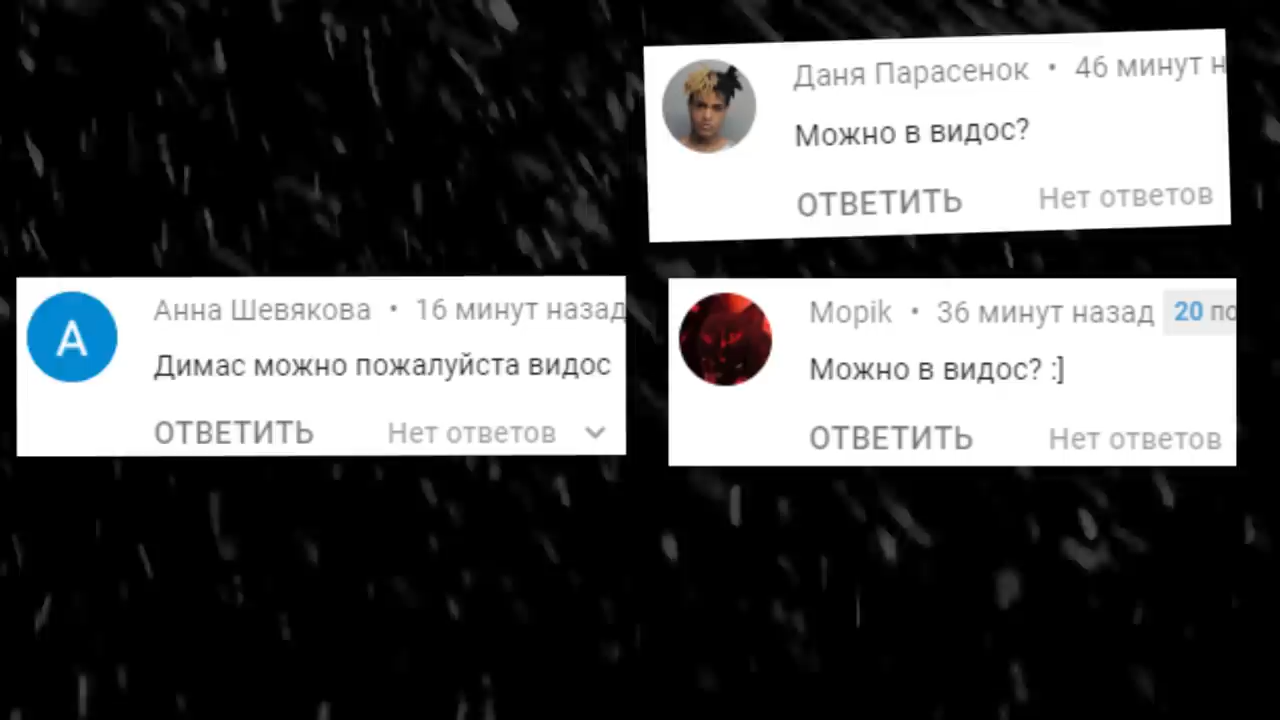 Даня Парасенок • 46 минут н
Можно в видос?
ОТВЕТИТЬ Нет ответов
Анна Шевякова • 16 минут назад
Димас можно пожалуйста видос
ОТВЕТИТЬ Нет ответов
Mopik • 36 минут назад 20 по
Можно в видос? :]
ОТВЕТИТЬ Нет ответов
А